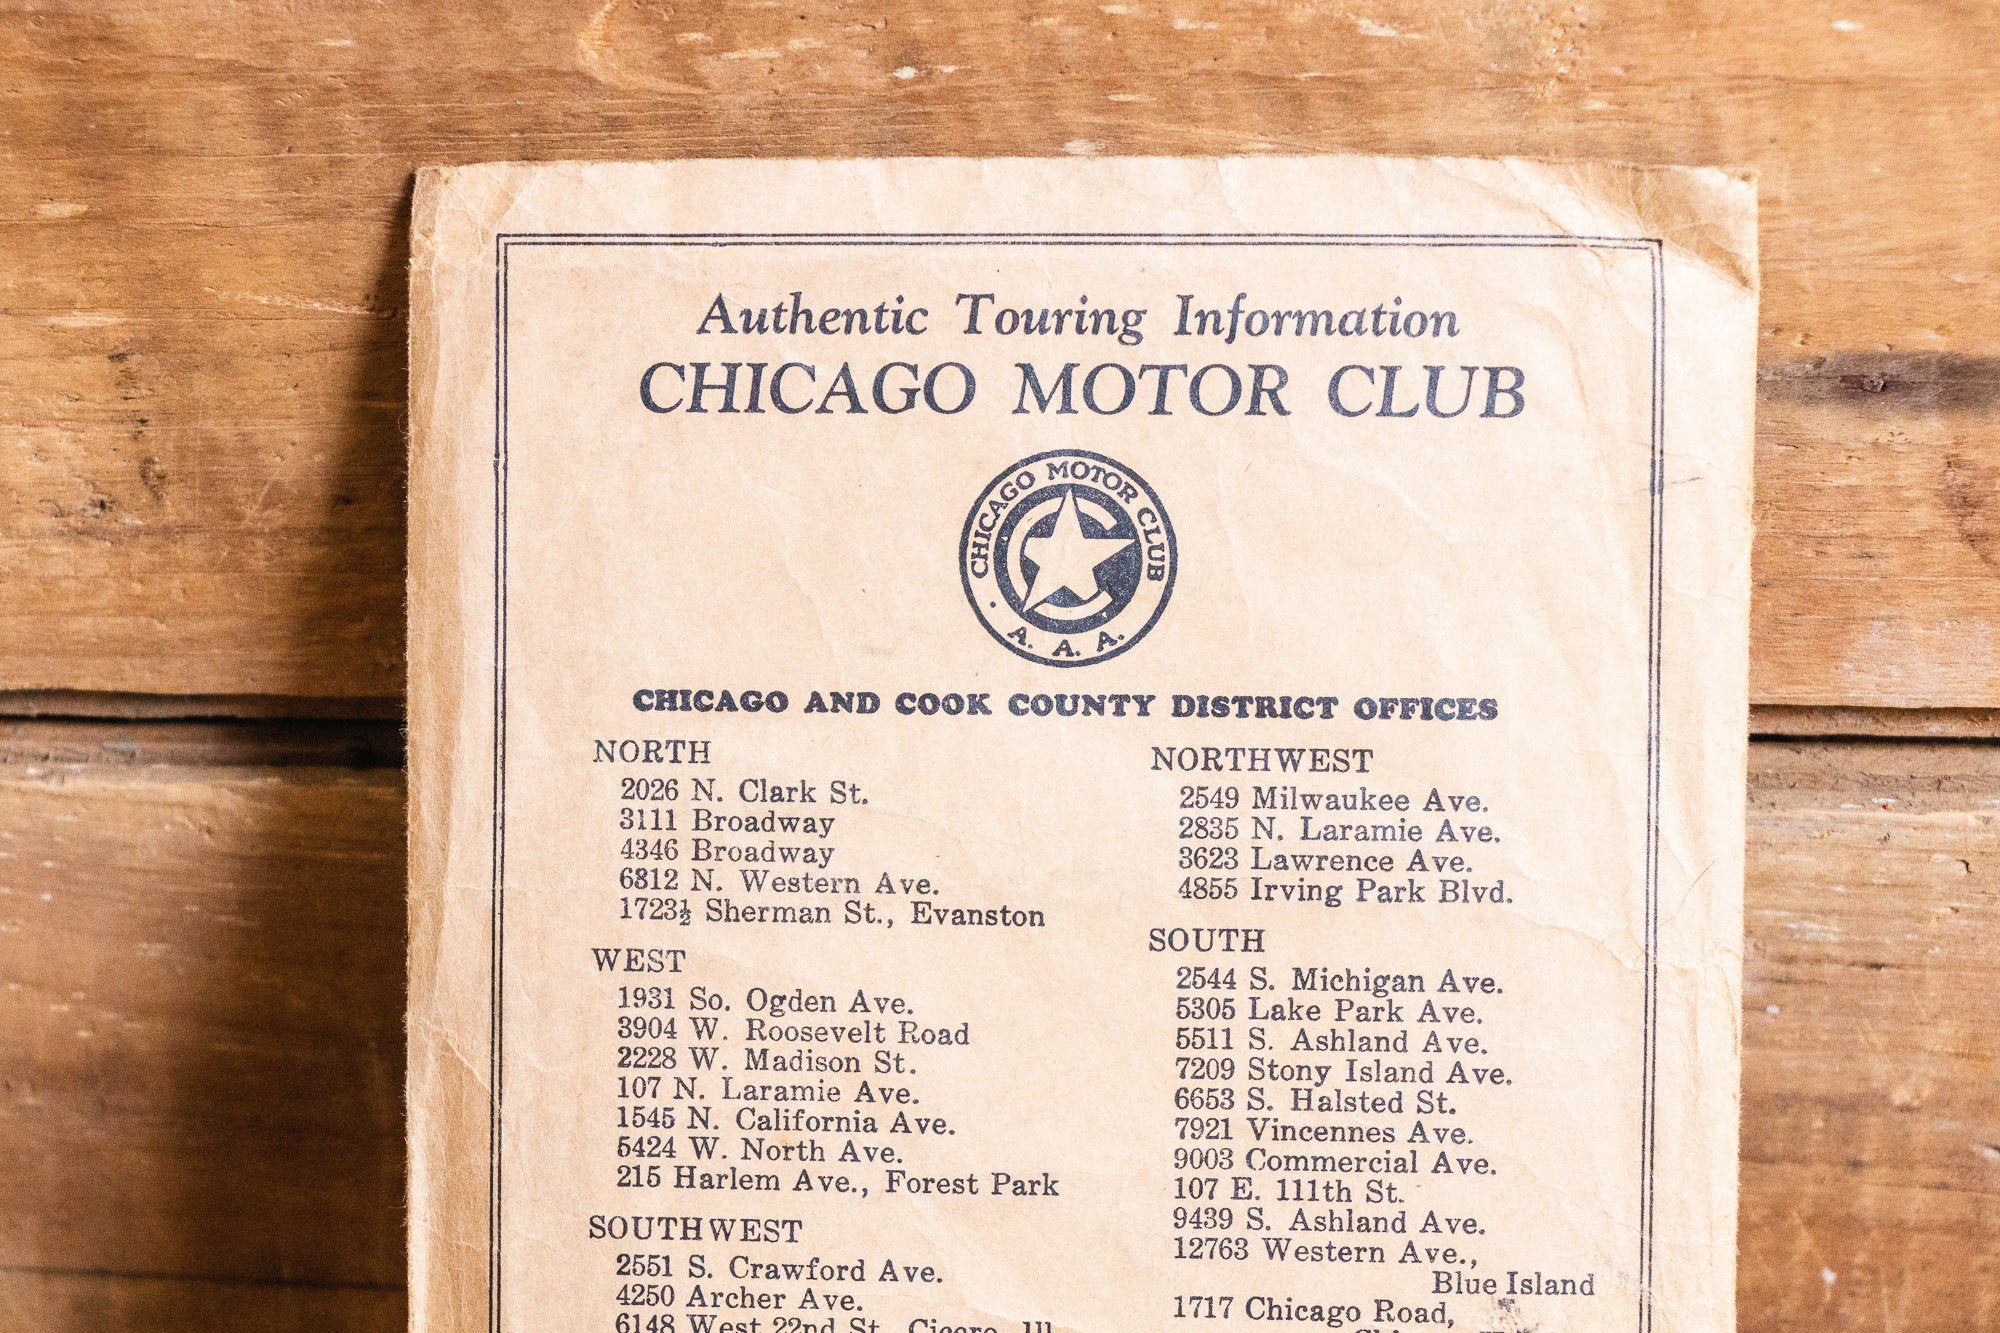 Authentic Touring Information
CHICAGO MOTOR CLUB
CHICAGO MOTOR CLUB
A. A. A.
CHICAGO AND COOK COUNTY DISTRICT OFFICES
NORTH
2026 N. Clark St.
3111 Broadway
4346 Broadway
6812 N. Western Ave.
1723½ Sherman St., Evanston
WEST
1931 So. Ogden Ave.
3904 W. Roosevelt Road
2228 W. Madison St.
107 N. Laramie Ave.
1545 N. California Ave.
5424 W. North Ave.
215 Harlem Ave., Forest Park
SOUTHWEST
2551 S. Crawford Ave.
4250 Archer Ave.
6148 West 22nd St., Cicero, Ill.
NORTHWEST
2549 Milwaukee Ave.
2835 N. Laramie Ave.
3623 Lawrence Ave.
4855 Irving Park Blvd.
SOUTH
2544 S. Michigan Ave.
5305 Lake Park Ave.
5511 S. Ashland Ave.
7209 Stony Island Ave.
6653 S. Halsted St.
7921 Vincennes Ave.
9003 Commercial Ave.
107 E. 111th St.
9439 S. Ashland Ave.
12763 Western Ave.,
Blue Island
1717 Chicago Road,